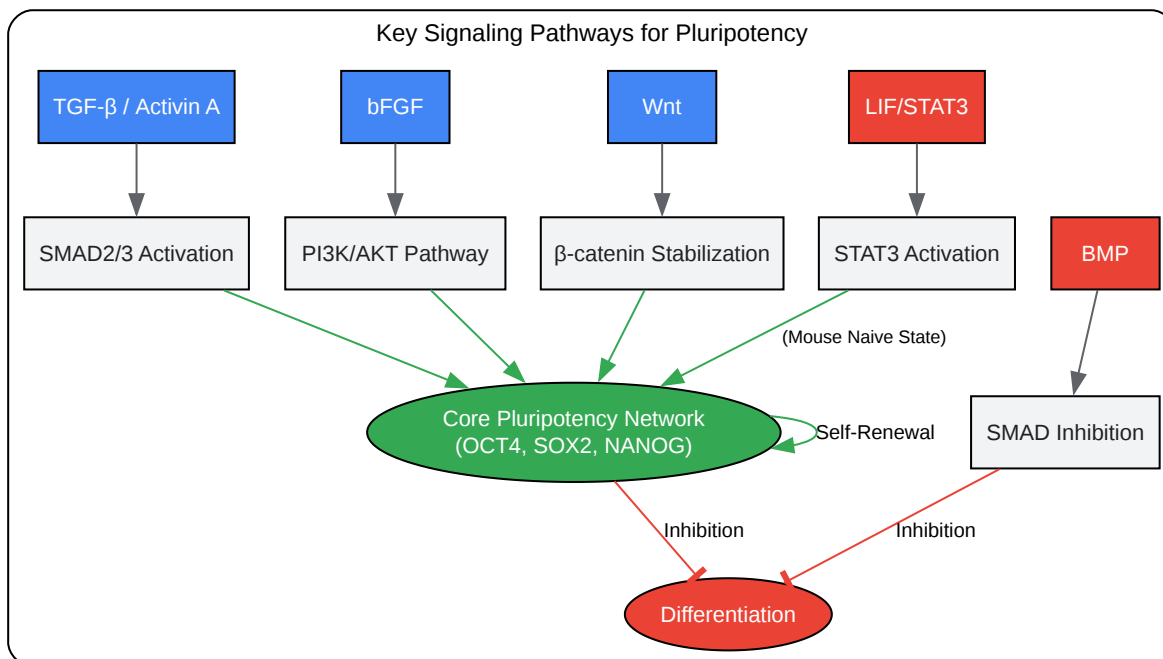 Key Signaling Pathways for Pluripotency
TGF-β / Activin A
bFGF
Wnt
LIF/STAT3
SMAD2/3 Activation
PI3K/AKT Pathway
β-catenin Stabilization
STAT3 Activation
BMP
(Mouse Naive State)
Core Pluripotency Network
(OCT4, SOX2, NANOG)
Self-Renewal
SMAD Inhibition
Inhibition
Inhibition
Differentiation